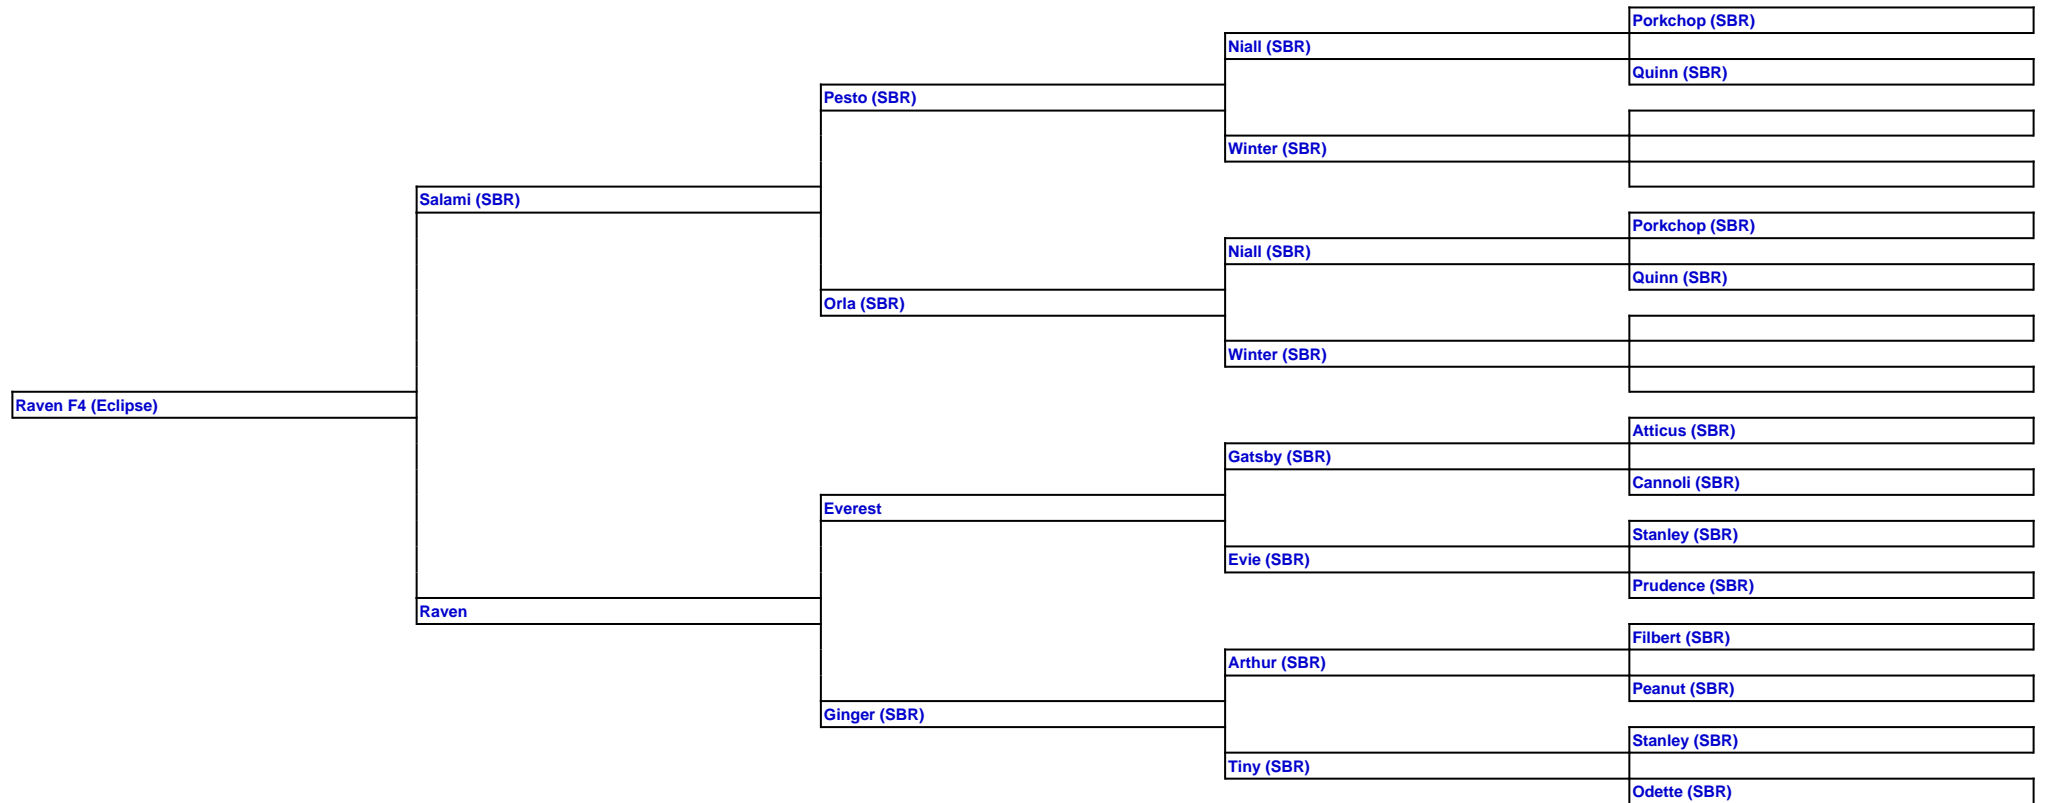 Porkchop (SBR)
Niall (SBR)
Quinn (SBR)
Pesto (SBR)
Winter (SBR)
Salami (SBR)
Porkchop (SBR)
Niall (SBR)
Quinn (SBR)
Orla (SBR)
Winter (SBR)
Raven F4 (Eclipse)
Atticus (SBR)
Gatsby (SBR)
Cannoli (SBR)
Everest
Stanley (SBR)
Evie (SBR)
Prudence (SBR)
Raven
Filbert (SBR)
Arthur (SBR)
Peanut (SBR)
Ginger (SBR)
Stanley (SBR)
Tiny (SBR)
Odette (SBR)